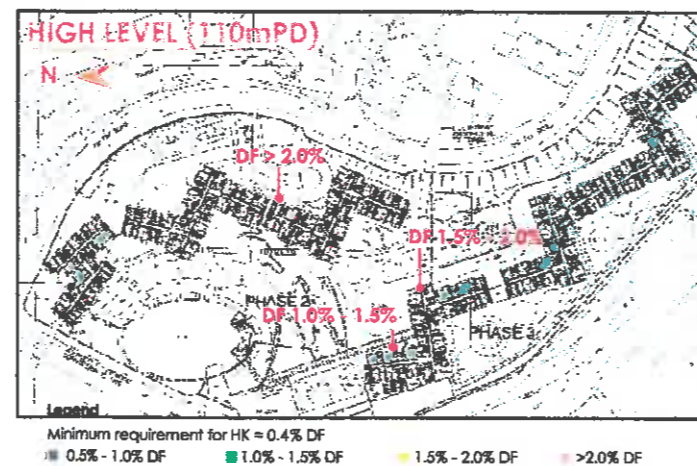 HIGH LEVEL (110mPD)
N
DF > 2.0%
DF 1.5% - 2.0%
PHASE 2
DF 1.0% - 1.5%
PHASE 3
Legend
Minimum requirement for HK = 0.4% DF
0.5% - 1.0% DF
1.0% - 1.5% DF
1.5% - 2.0% DF
>2.0% DF